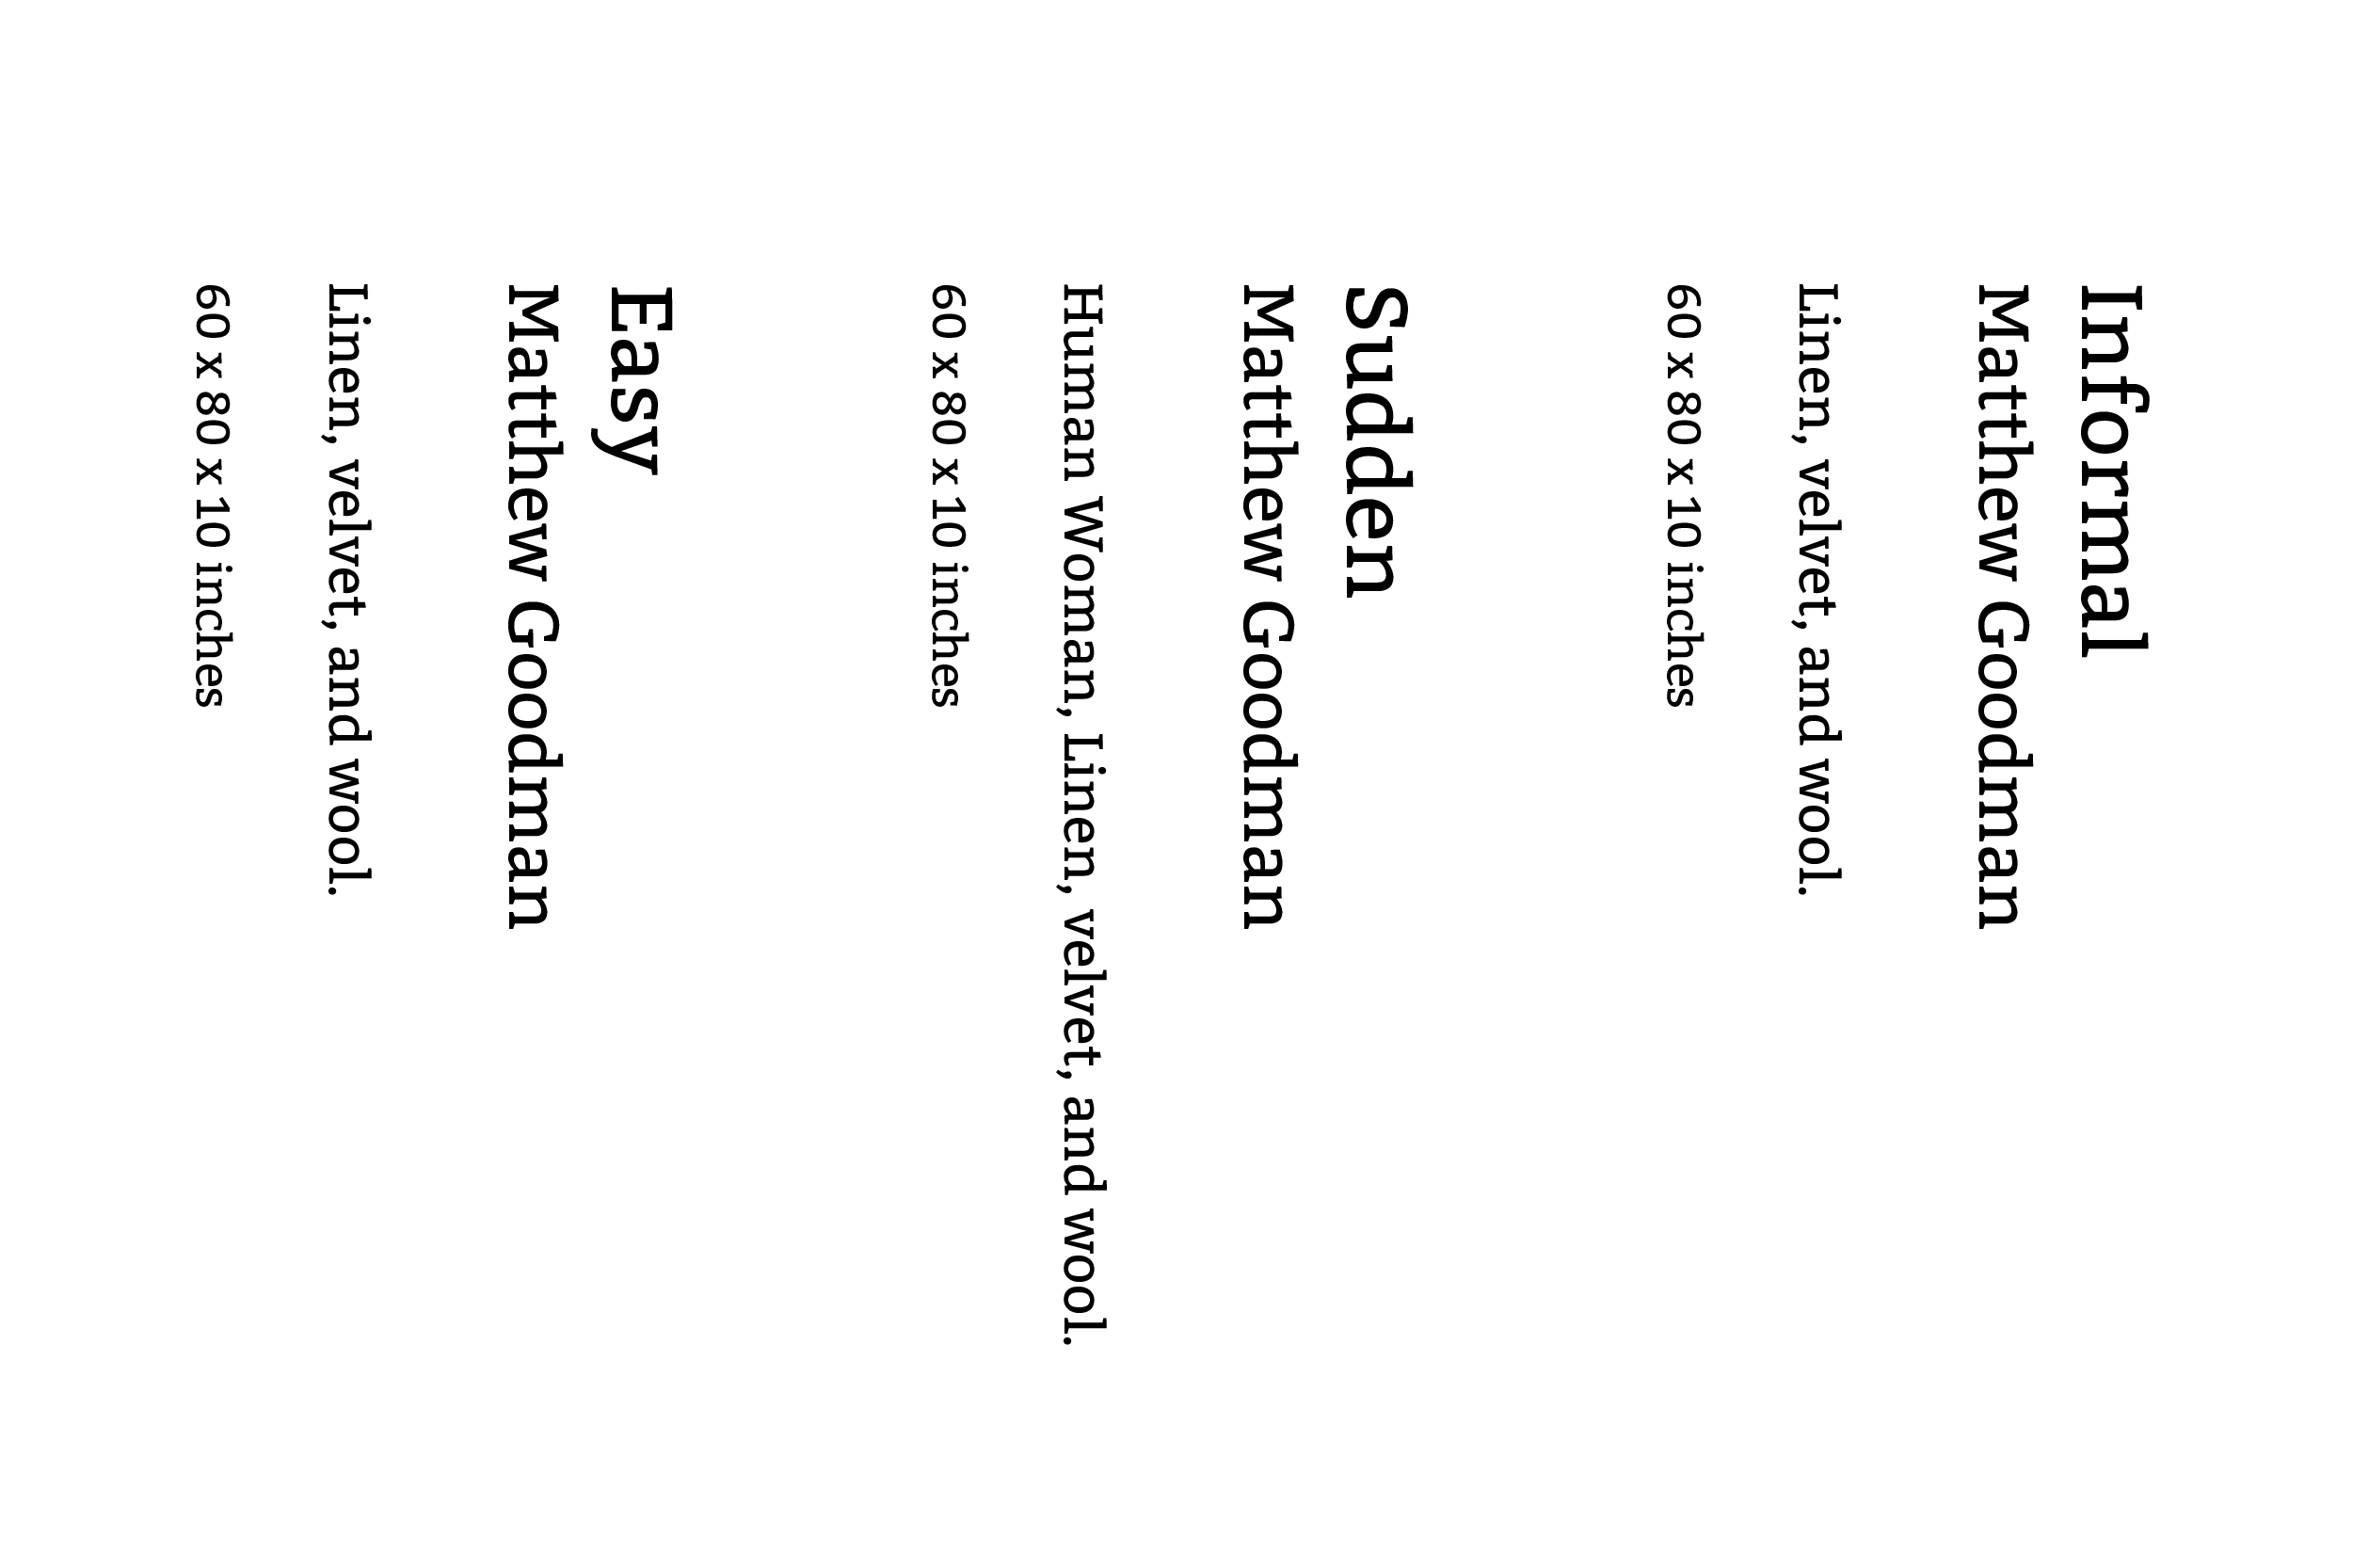 Informal
Matthew Goodman
Linen, velvet, and wool.
60 x 80 x 10 inches
Sudden
Matthew Goodman
Human Woman, Linen, velvet, and wool.
60 x 80 x 10 inches
Easy
Matthew Goodman
Linen, velvet, and wool.
60 x 80 x 10 inches